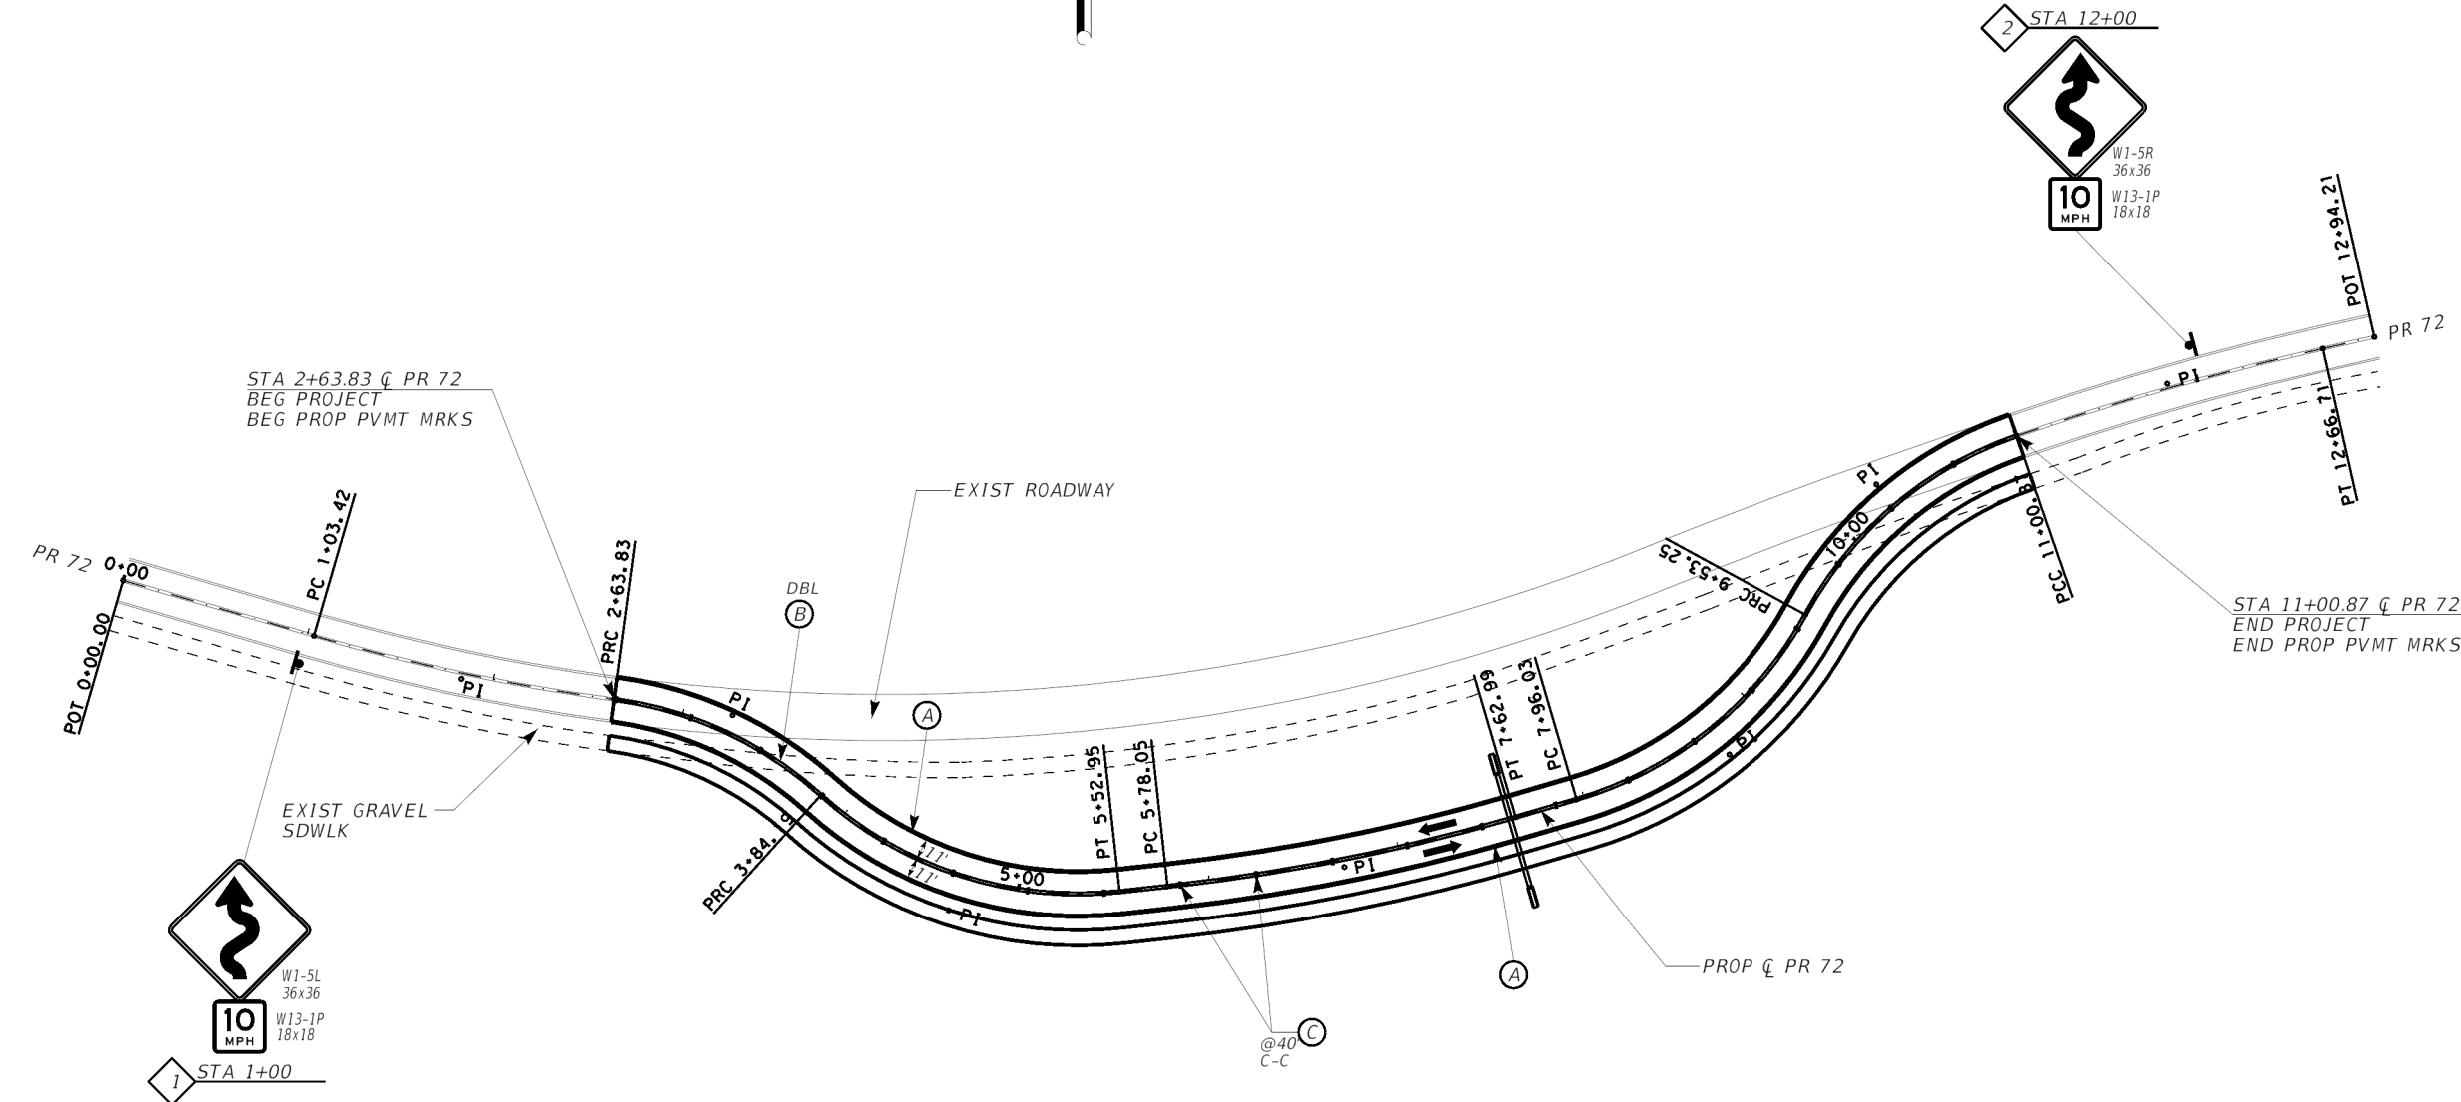 2
STA 12+00
W1-5R
36x36
10
MPH
W13-1P
18x18
POT 12+94.21
PR 72
PI
PT 12+66.71
STA 2+63.83 ℄ PR 72
BEG PROJECT
BEG PROP PVMT MRKS
EXIST ROADWAY
PI
10+00
PRC 9+53.25
PCC 11+00.87
STA 11+00.87 ℄ PR 72
END PROJECT
END PROP PVMT MRKS
PR 72
0+00
PC 1+03.42
PRC 2+63.83
DBL
B
POT 0+00.00
PI
PI
A
PT 5+52.95
PC 5+78.05
PT 7+62.99
PC 7+96.03
PI
EXIST GRAVEL
SDWLK
PRC 3+84.
11'
11'
5+00
PI
PI
A
PROP ℄ PR 72
C
@40'
C-C
W1-5L
36x36
10
MPH
W13-1P
18x18
1
STA 1+00